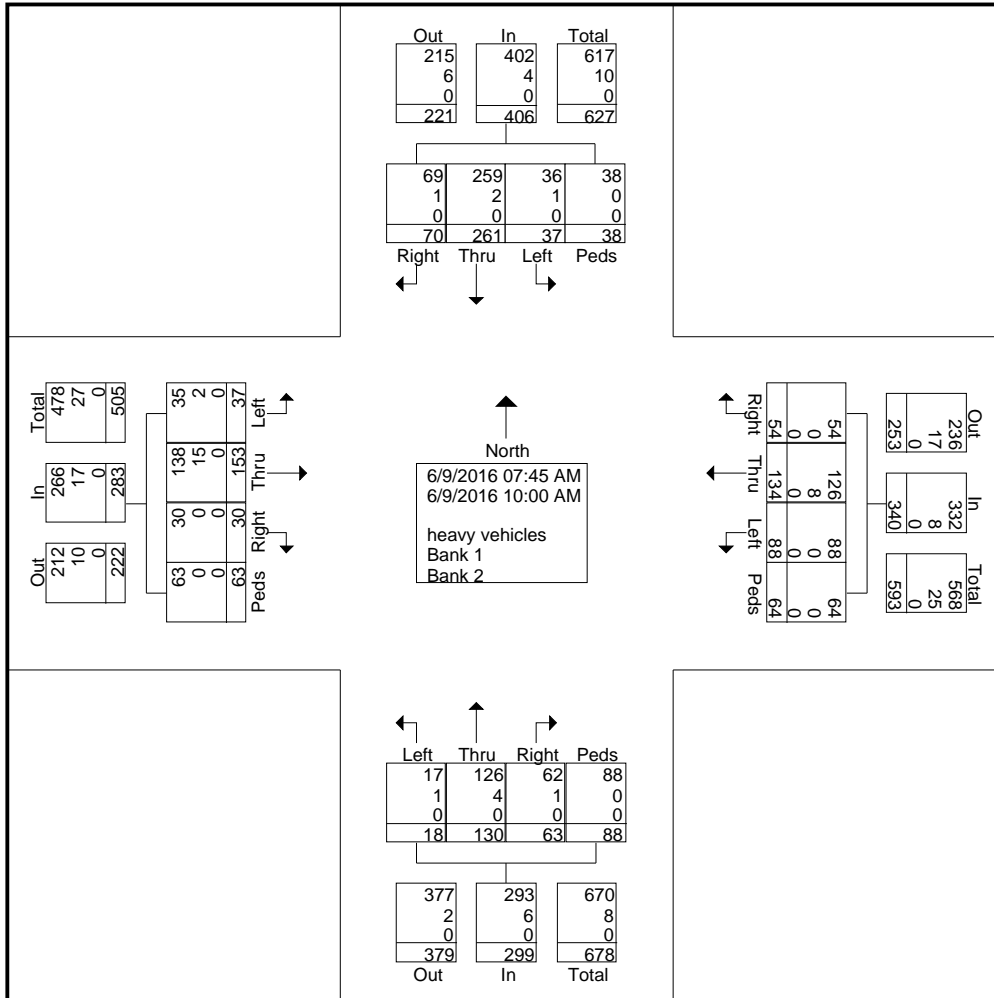 Out In Total
215 402 617
6 4 10
0 0 0
221 406 627
69 259 36 38
1 2 1 0
0 0 0 0
70 261 37 38
Right Thru Left Peds
Total
478
27
0
505
In
266
17
0
283
Out
212
10
0
222
35
2
0
37
Left
138
15
0
153
Thru
30
0
0
30
Right
63
0
0
63
Peds
North
6/9/2016 07:45 AM
6/9/2016 10:00 AM
heavy vehicles
Bank 1
Bank 2
Right
54
0
0
54
Thru
126
8
0
134
Left
88
0
0
88
Peds
64
0
0
64
Out
236
17
0
253
In
332
8
0
340
Total
568
25
0
593
Left Thru Right Peds
17 126 62 88
1 4 1 0
0 0 0 0
18 130 63 88
377 293 670
2 6 8
0 0 0
379 299 678
Out In Total